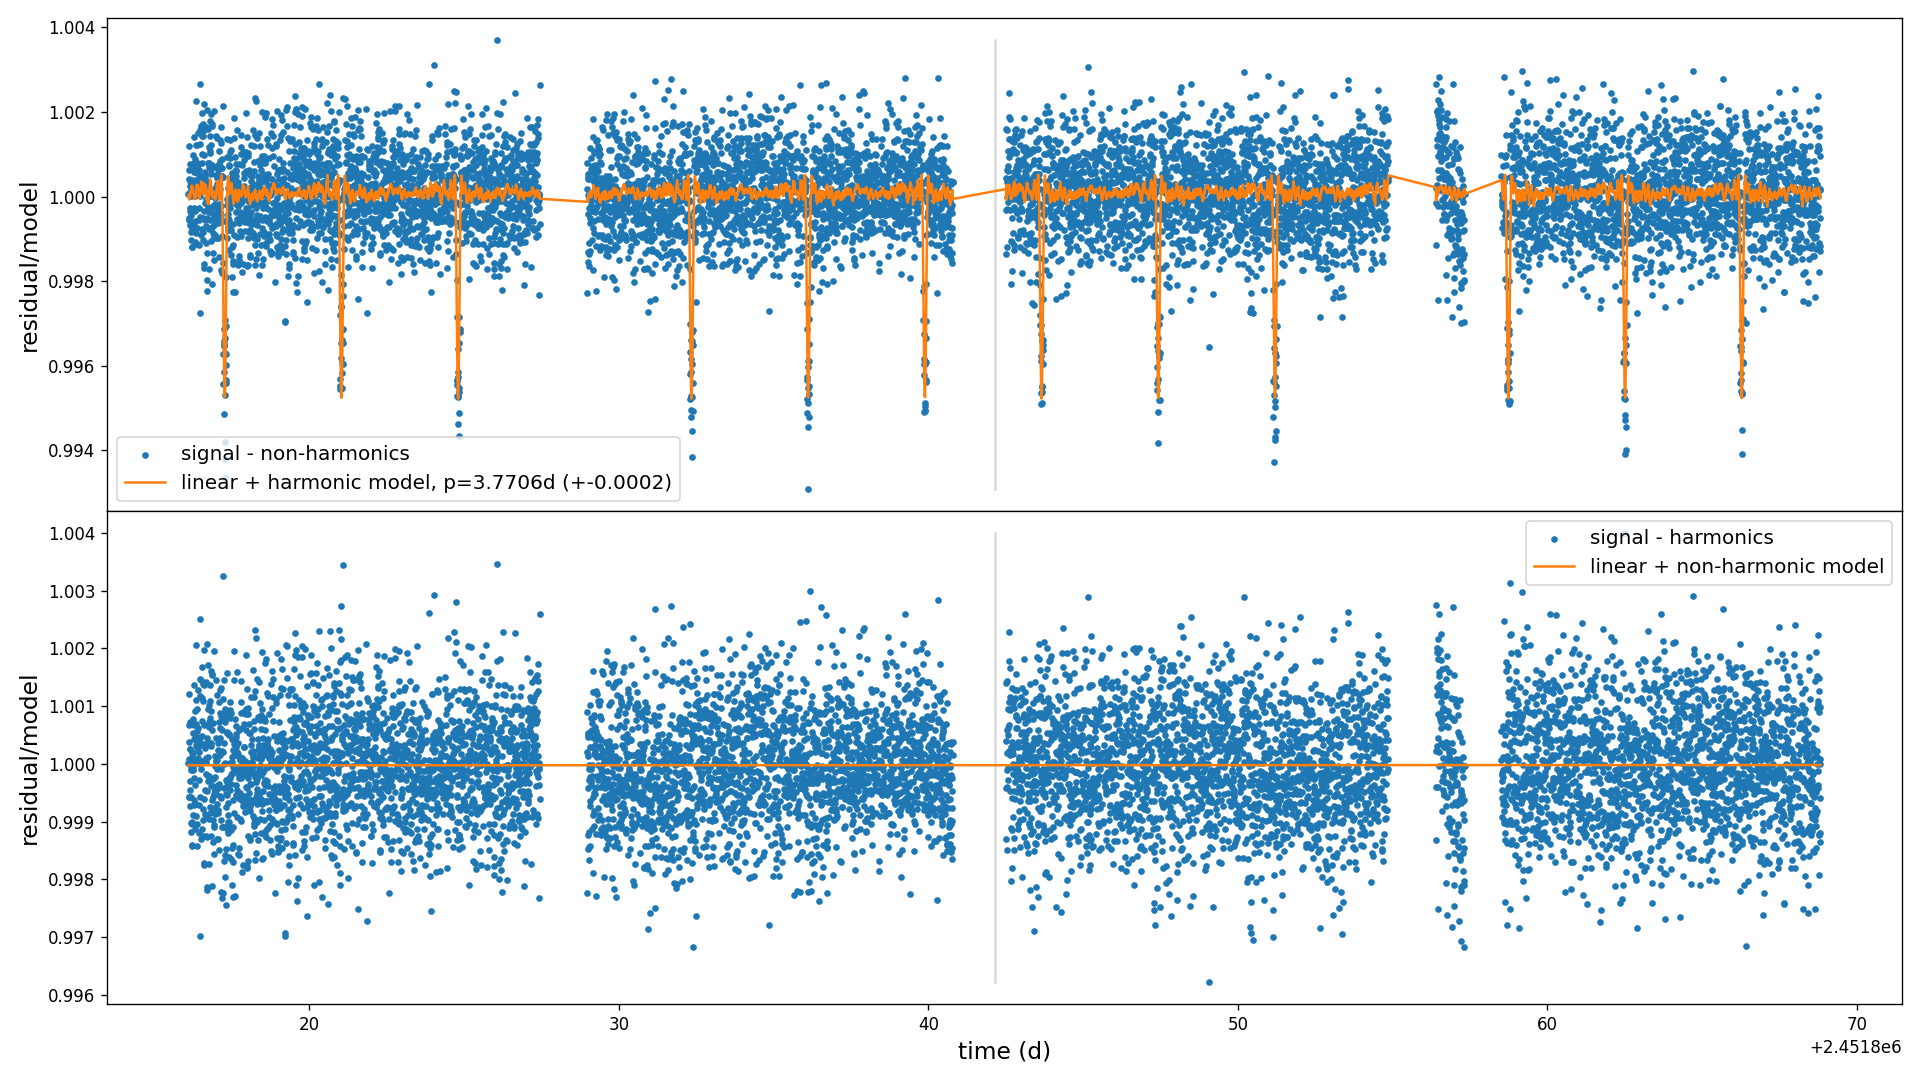 1.004
1.002
1.000
0.998
0.996
0.994
residual/model
signal - non-harmonics
linear + harmonic model, p=3.7706d (+-0.0002)
1.004
1.003
1.002
1.001
1.000
0.999
0.998
0.997
0.996
residual/model
signal - harmonics
linear + non-harmonic model
20
30
40
50
60
70
time (d)
+2.4518e6